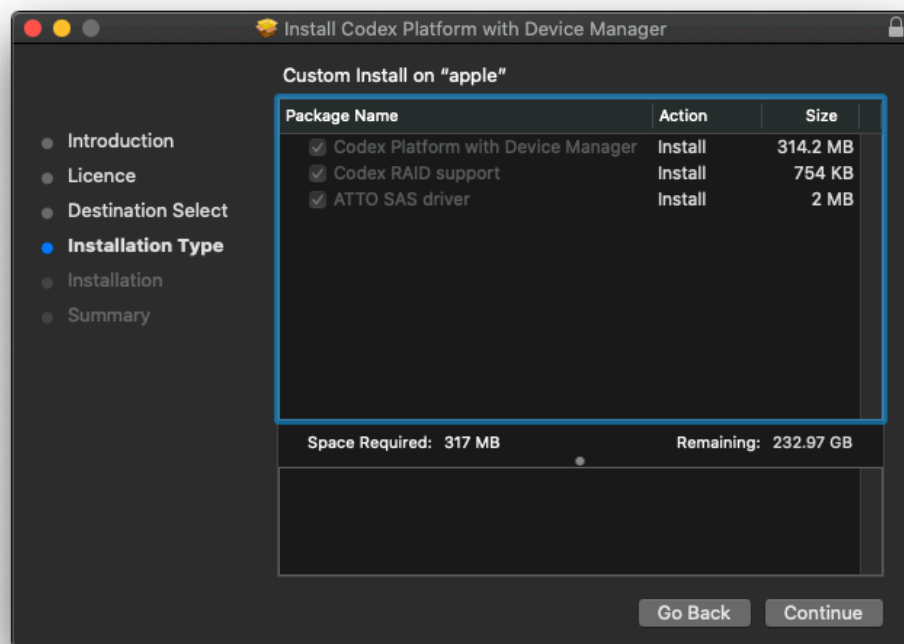 Install Codex Platform with Device Manager
Custom Install on “apple”
Introduction
Licence
Destination Select
Installation Type
Installation
Summary
Package Name Action Size
Codex Platform with Device Manager Install 314.2 MB
Codex RAID support Install 754 KB
ATTO SAS driver Install 2 MB
Space Required: 317 MB Remaining: 232.97 GB
Go Back Continue